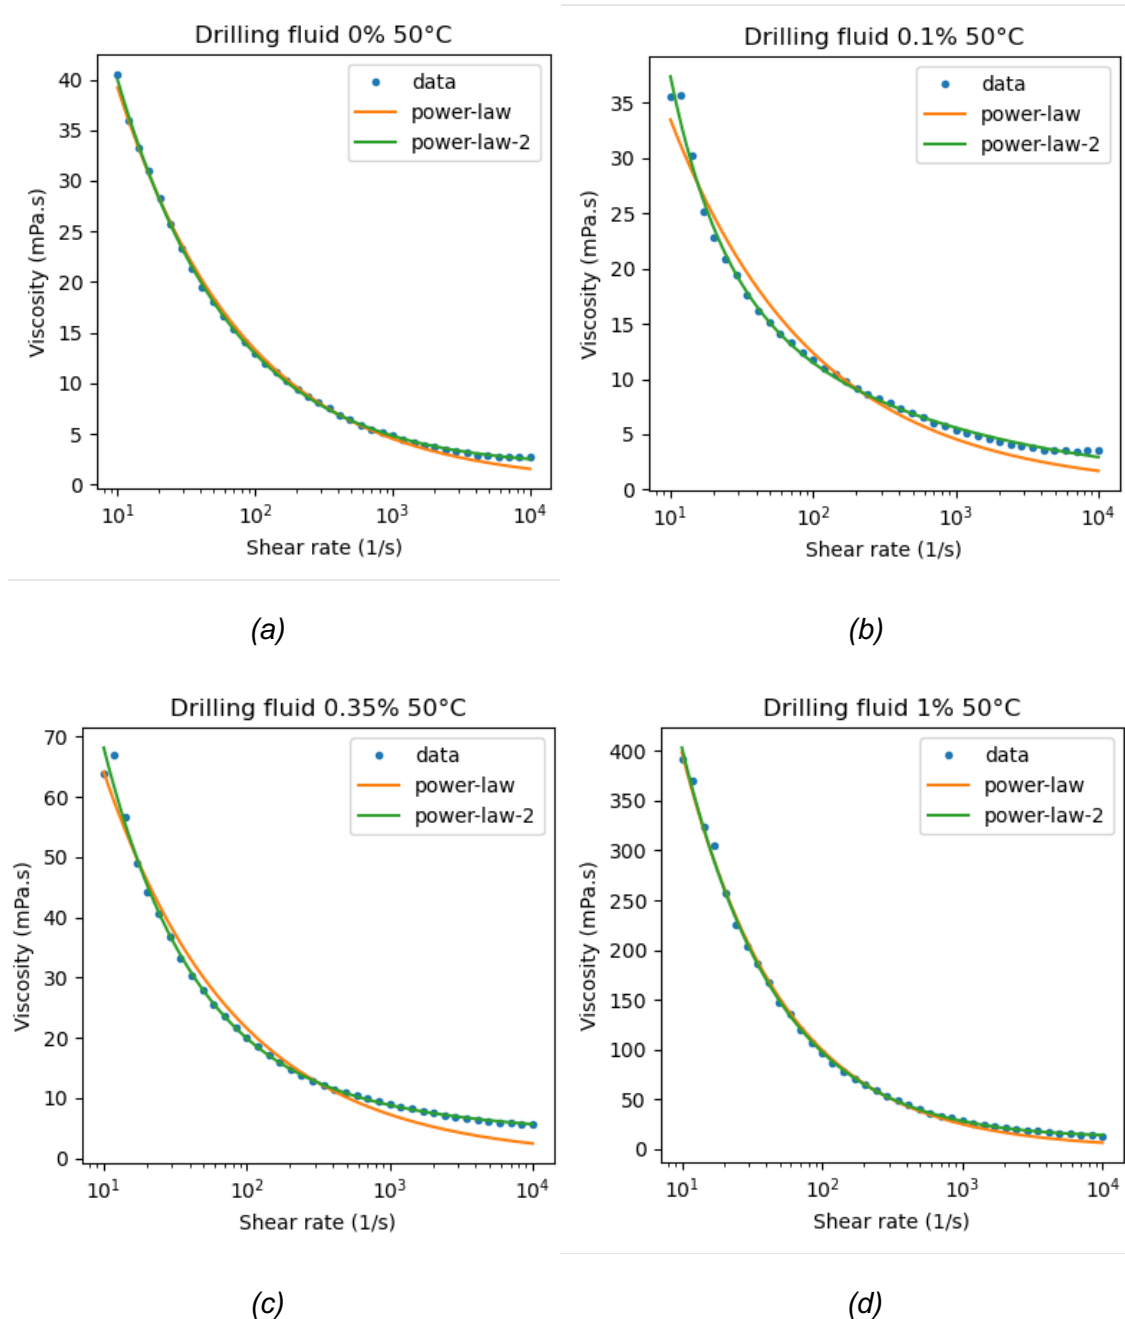 Drilling fluid 0% 50°C
40
35
30
25
20
15
10
5
0
Viscosity (mPa.s)
data
power-law
power-law-2
10¹
10²
10³
10⁴
Shear rate (1/s)
(a)
Drilling fluid 0.1% 50°C
35
30
25
20
15
10
5
0
Viscosity (mPa.s)
data
power-law
power-law-2
10¹
10²
10³
10⁴
Shear rate (1/s)
(b)
Drilling fluid 0.35% 50°C
70
60
50
40
30
20
10
0
Viscosity (mPa.s)
data
power-law
power-law-2
10¹
10²
10³
10⁴
Shear rate (1/s)
(c)
Drilling fluid 1% 50°C
400
350
300
250
200
150
100
50
0
Viscosity (mPa.s)
data
power-law
power-law-2
10¹
10²
10³
10⁴
Shear rate (1/s)
(d)